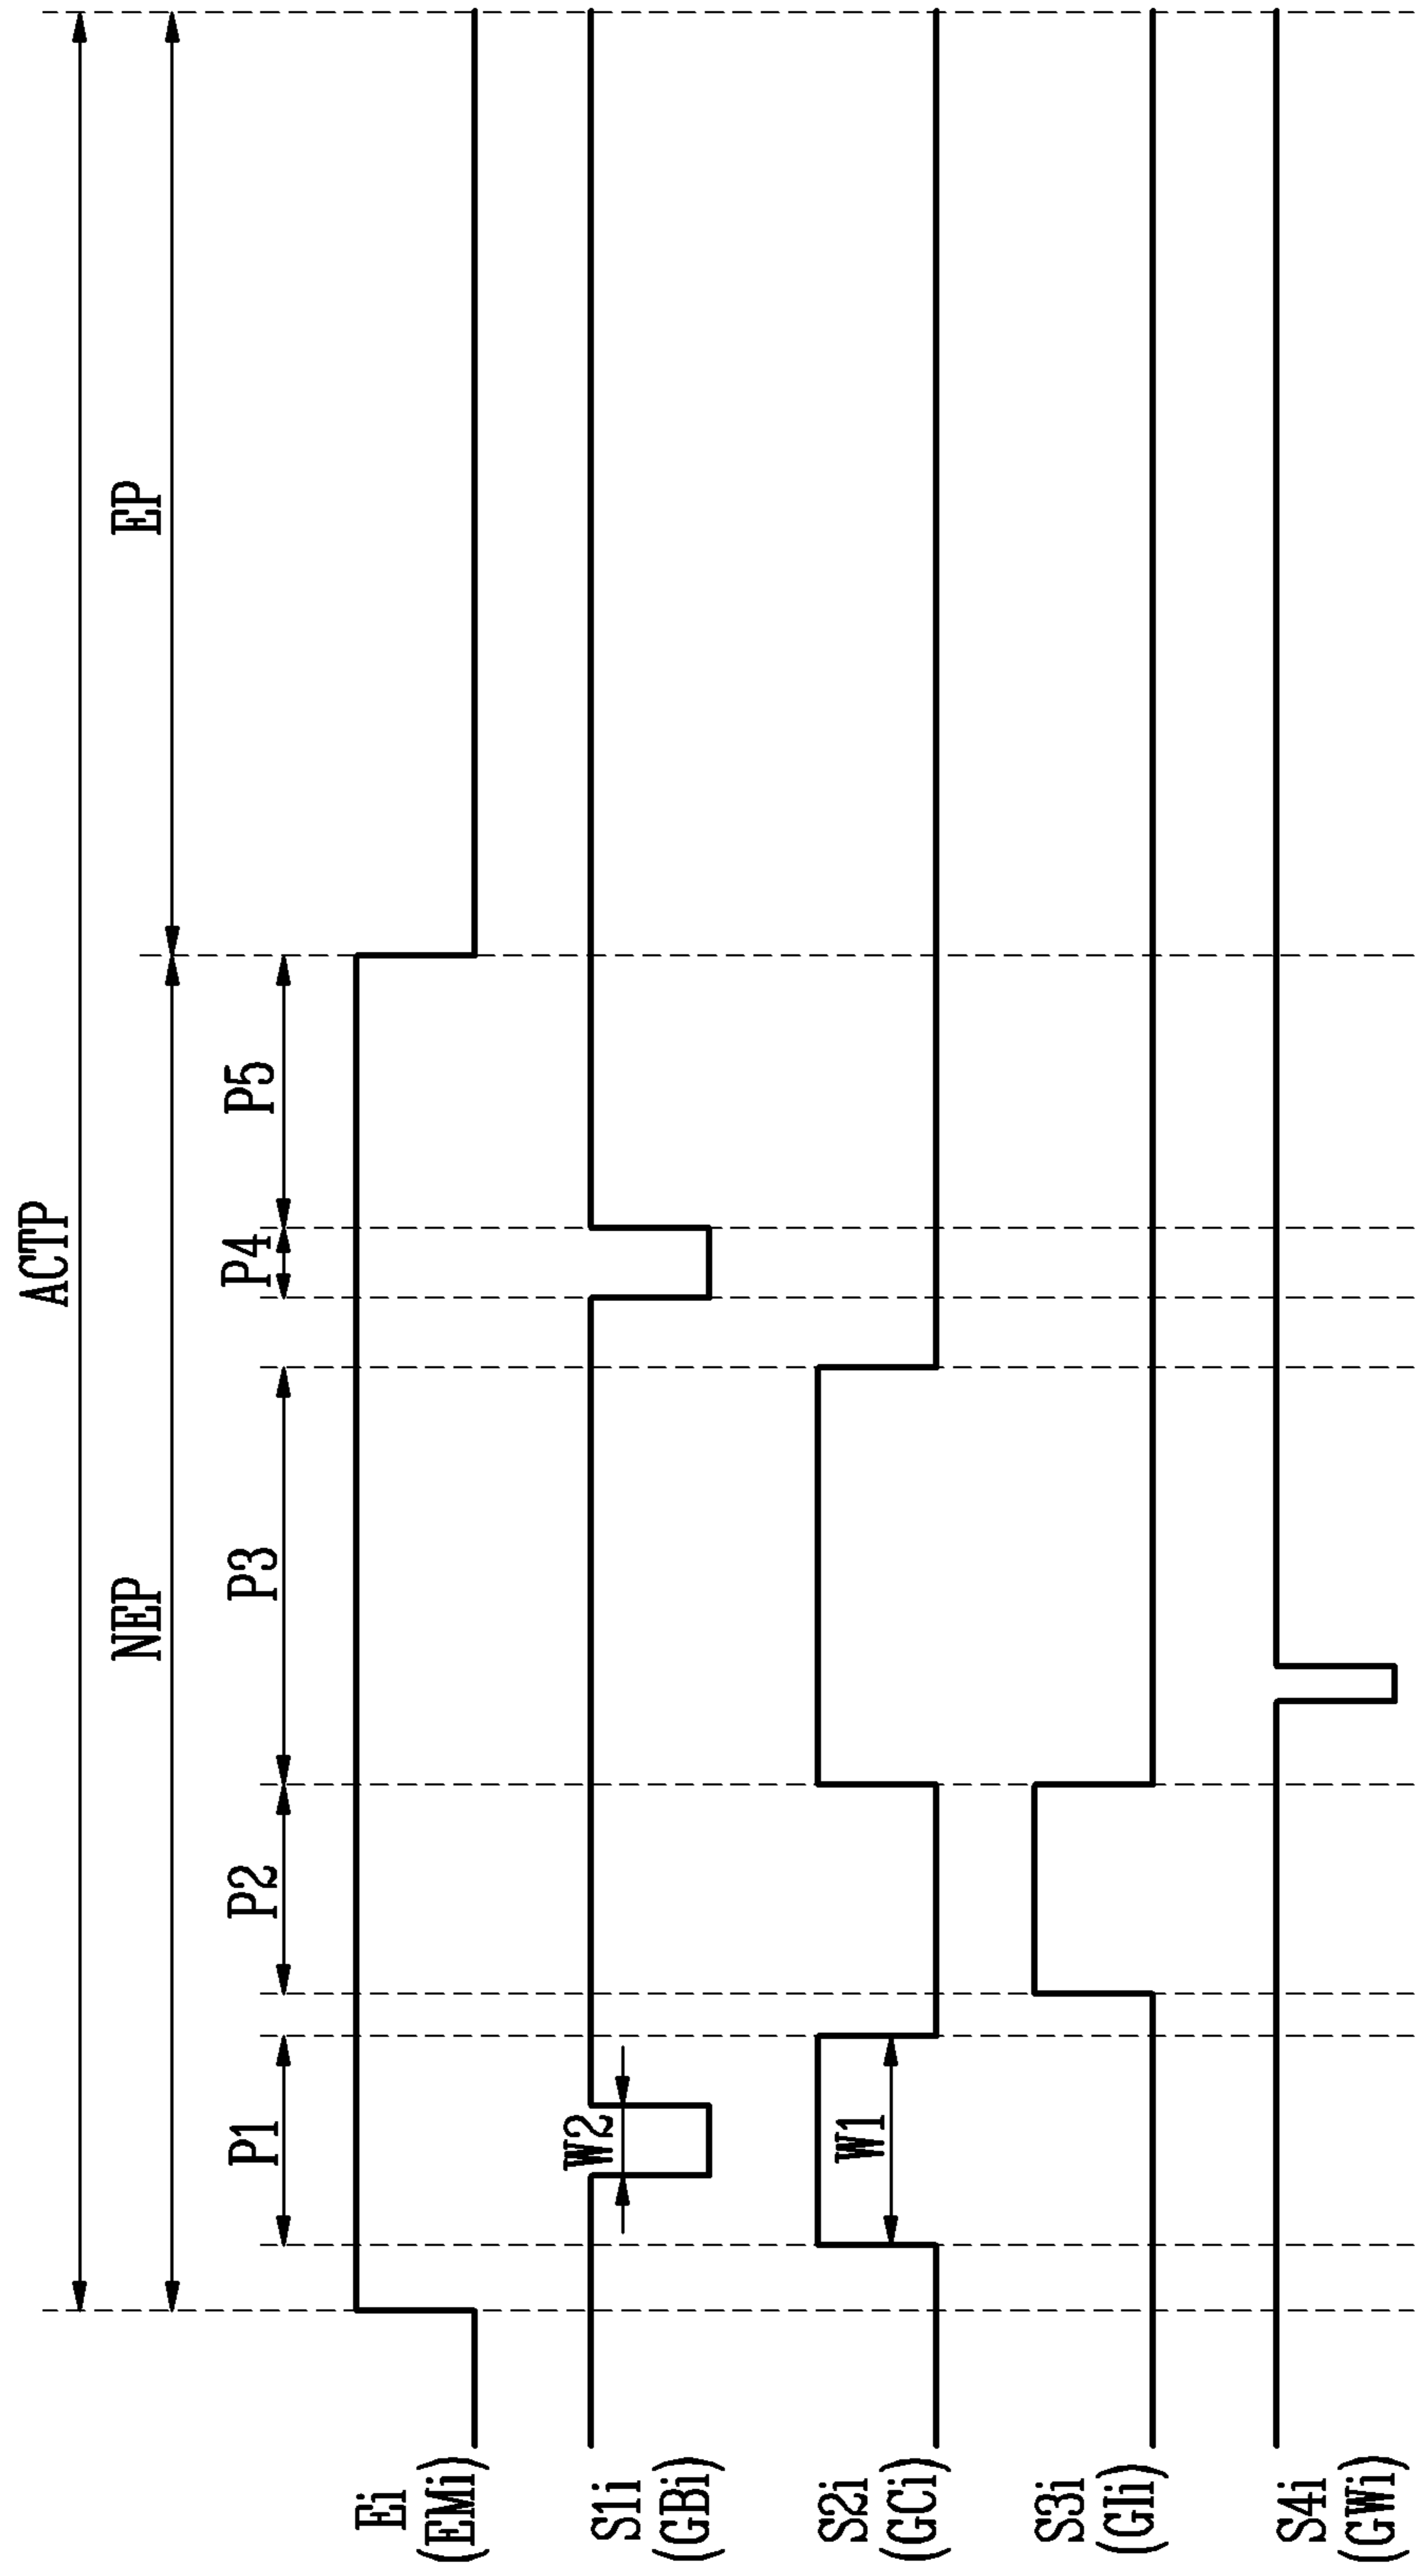 ACTP
NEP EP
P1 P2 P3 P4 P5
Ei
(EMi)
S1i
(GBi)
W2
S2i
(GCi)
W1
S3i
(GIi)
S4i
(GWi)